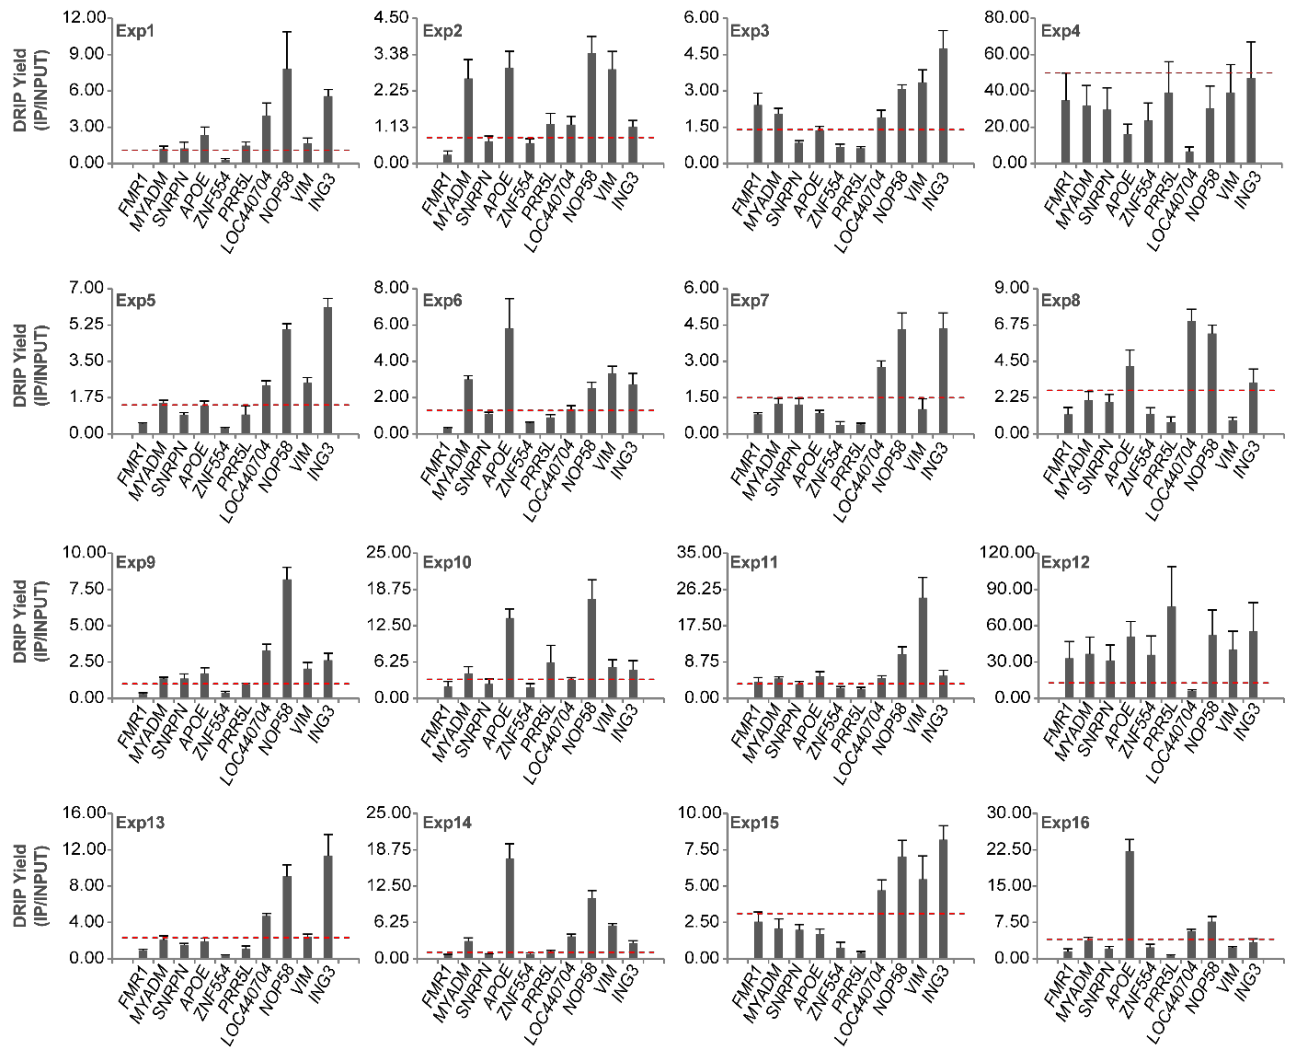 DRIP Yield
(IP/INPUT)
Exp1
12.00
9.00
6.00
3.00
0.00
FMR1
MYADM
SNRPN
APOE
ZNF554
PRR5L
LOC440704
NOP58
VIM
ING3
Exp2
4.50
3.38
2.25
1.13
0.00
FMR1
MYADM
SNRPN
APOE
ZNF554
PRR5L
LOC440704
NOP58
VIM
ING3
Exp3
6.00
4.50
3.00
1.50
0.00
FMR1
MYADM
SNRPN
APOE
ZNF554
PRR5L
LOC440704
NOP58
VIM
ING3
Exp4
80.00
60.00
40.00
20.00
0.00
FMR1
MYADM
SNRPN
APOE
ZNF554
PRR5L
LOC440704
NOP58
VIM
ING3
DRIP Yield
(IP/INPUT)
Exp5
7.00
5.25
3.50
1.75
0.00
FMR1
MYADM
SNRPN
APOE
ZNF554
PRR5L
LOC440704
NOP58
VIM
ING3
Exp6
8.00
6.00
4.00
2.00
0.00
FMR1
MYADM
SNRPN
APOE
ZNF554
PRR5L
LOC440704
NOP58
VIM
ING3
Exp7
6.00
4.50
3.00
1.50
0.00
FMR1
MYADM
SNRPN
APOE
ZNF554
PRR5L
LOC440704
NOP58
VIM
ING3
Exp8
9.00
6.75
4.50
2.25
0.00
FMR1
MYADM
SNRPN
APOE
ZNF554
PRR5L
LOC440704
NOP58
VIM
ING3
DRIP Yield
(IP/INPUT)
Exp9
10.00
7.50
5.00
2.50
0.00
FMR1
MYADM
SNRPN
APOE
ZNF554
PRR5L
LOC440704
NOP58
VIM
ING3
Exp10
25.00
18.75
12.50
6.25
0.00
FMR1
MYADM
SNRPN
APOE
ZNF554
PRR5L
LOC440704
NOP58
VIM
ING3
Exp11
35.00
26.25
17.50
8.75
0.00
FMR1
MYADM
SNRPN
APOE
ZNF554
PRR5L
LOC440704
NOP58
VIM
ING3
Exp12
120.00
90.00
60.00
30.00
0.00
FMR1
MYADM
SNRPN
APOE
ZNF554
PRR5L
LOC440704
NOP58
VIM
ING3
DRIP Yield
(IP/INPUT)
Exp13
16.00
12.00
8.00
4.00
0.00
FMR1
MYADM
SNRPN
APOE
ZNF554
PRR5L
LOC440704
NOP58
VIM
ING3
Exp14
25.00
18.75
12.50
6.25
0.00
FMR1
MYADM
SNRPN
APOE
ZNF554
PRR5L
LOC440704
NOP58
VIM
ING3
Exp15
10.00
7.50
5.00
2.50
0.00
FMR1
MYADM
SNRPN
APOE
ZNF554
PRR5L
LOC440704
NOP58
VIM
ING3
Exp16
30.00
22.50
15.00
7.50
0.00
FMR1
MYADM
SNRPN
APOE
ZNF554
PRR5L
LOC440704
NOP58
VIM
ING3